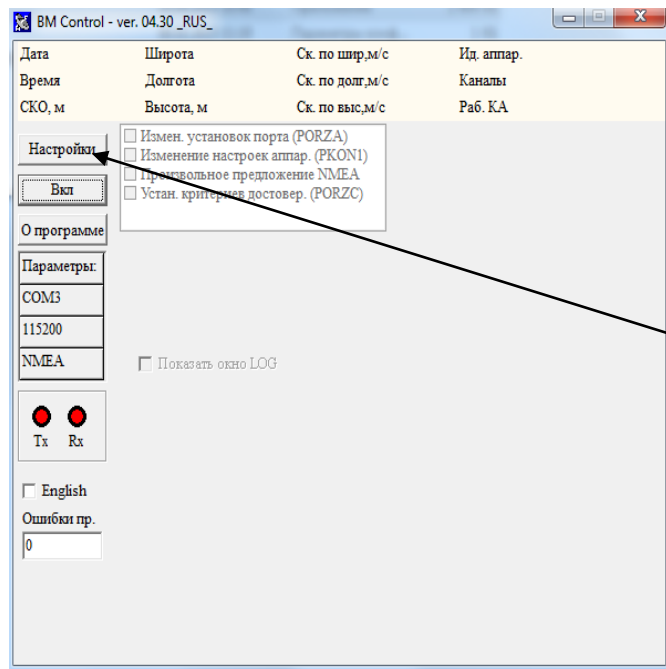 BM Control - ver. 04.30 _RUS_
Дата Широта Ск. по шир,м/с Ид. аппар.
Время Долгота Ск. по долг,м/с Каналы
СКО, м Высота, м Ск. по выс,м/с Раб. КА
Настройки
Измен. установок порта (PORZA)
Изменение настроек аппар. (PKON1)
Произвольное предложение NMEA
Устан. критериев достовер. (PORZC)
Вкл
О программе
Параметры:
COM3
115200
NMEA
Показать окно LOG
Tx Rx
English
Ошибки пр.
0